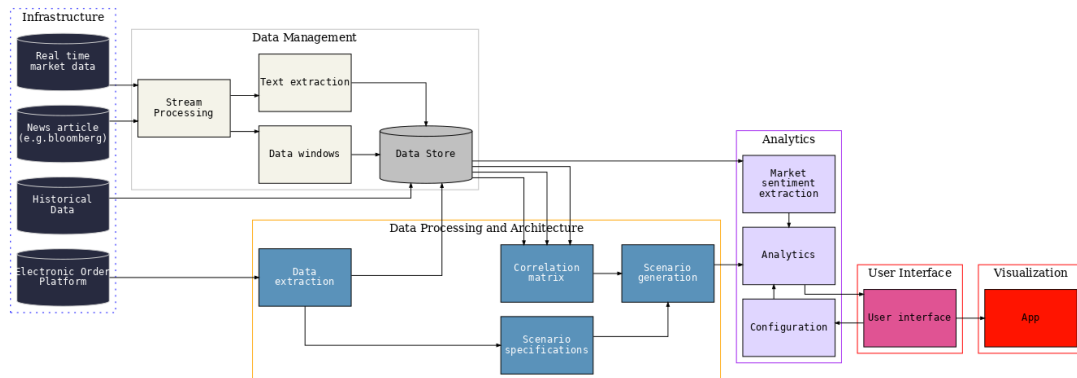 Infrastructure
Real time
market data
News article
(e.g.bloomberg)
Historical
Data
Electronic Order
Platform
Data Management
Stream
Processing
Text extraction
Data windows
Data Store
Data Processing and Architecture
Data
extraction
Correlation
matrix
Scenario
generation
Scenario
specifications
Analytics
Market
sentiment
extraction
Analytics
Configuration
User Interface
User interface
Visualization
App